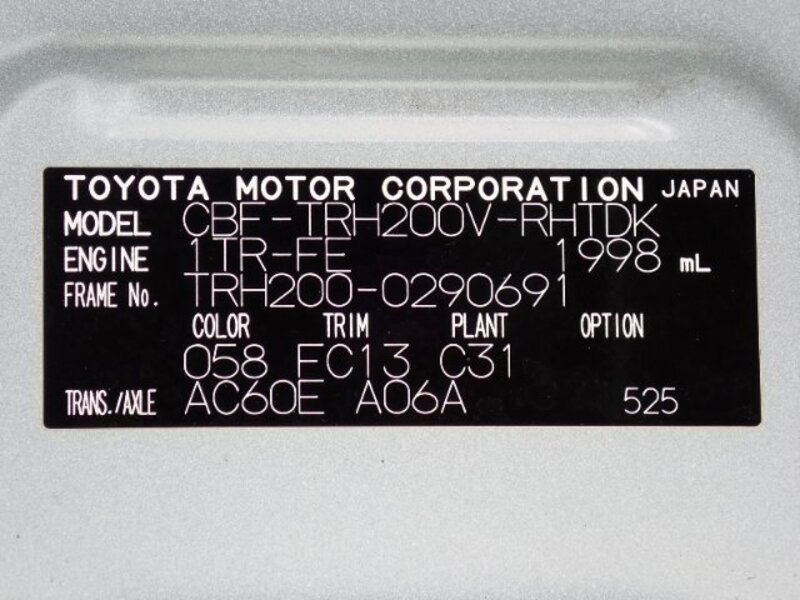 TOYOTA MOTOR CORPORATION JAPAN
MODEL CBF-TRH200V-RHTDK
ENGINE 1TR-FE 1998 mL
FRAME No. TRH200-0290691
COLOR TRIM PLANT OPTION
058 FC13 C31
TRANS./AXLE AC60E A06A 525